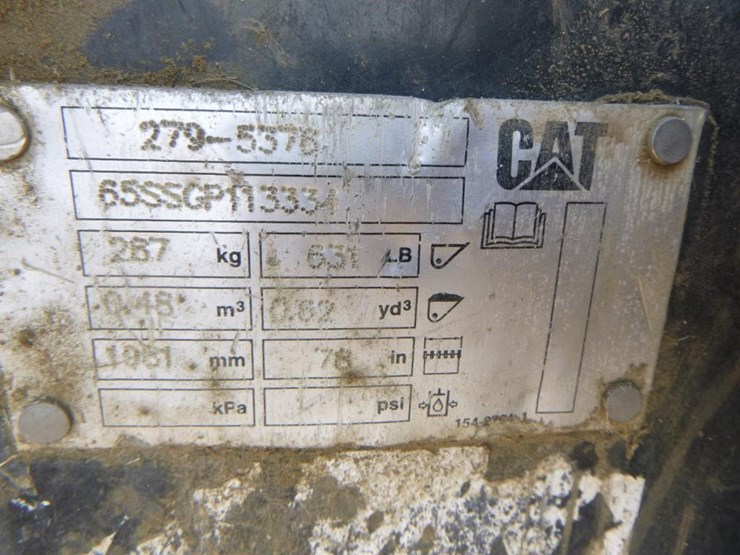 279-5376
CAT
65SSGP113334
287 kg 631 LB
0.48 m³ 0.62 yd³
1981 mm 78 in
kPa psi